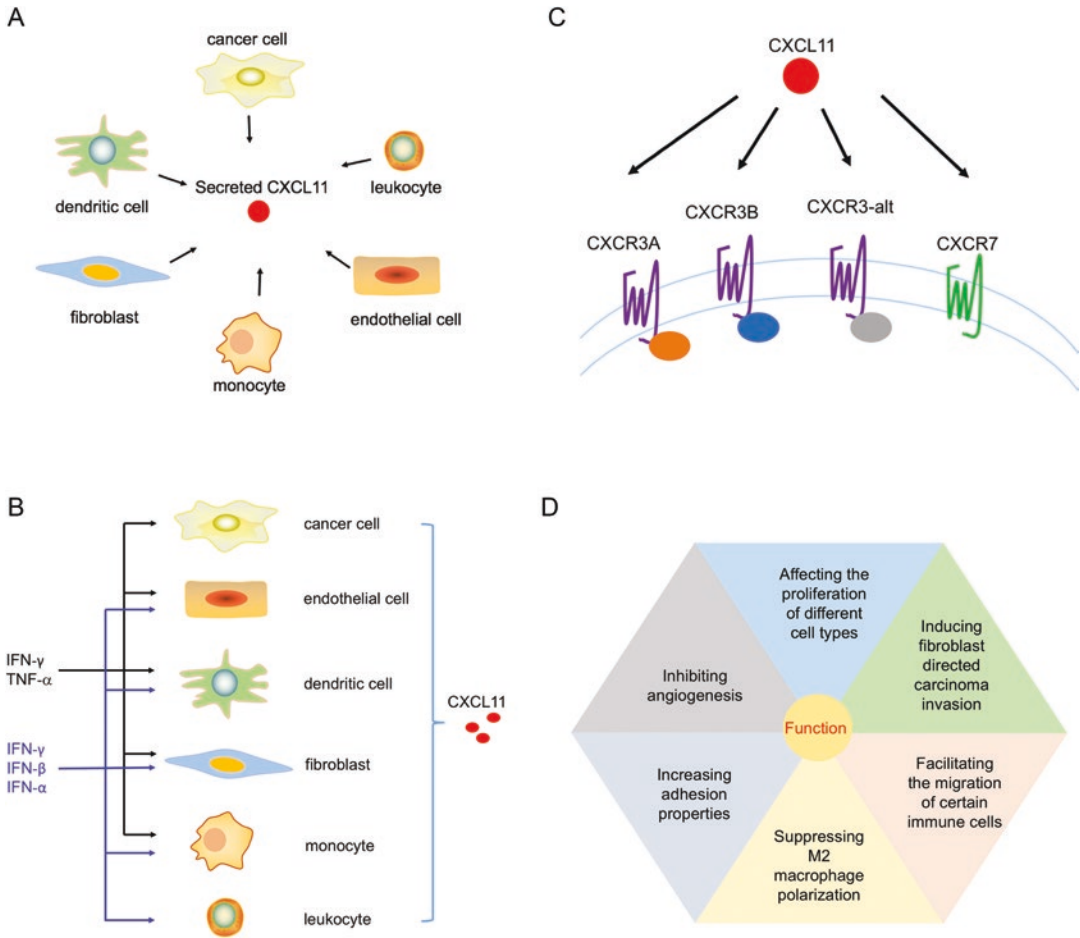 A
cancer cell
dendritic cell
Secreted CXCL11
leukocyte
fibroblast
endothelial cell
monocyte
C
CXCL11
CXCR3A
CXCR3B
CXCR3-alt
CXCR7
B
cancer cell
endothelial cell
IFN-γ
TNF-α
dendritic cell
CXCL11
IFN-γ
IFN-β
IFN-α
fibroblast
monocyte
leukocyte
D
Affecting the
proliferation
of different
cell types
Inducing
fibroblast
directed
carcinoma
invasion
Inhibiting
angiogenesis
Function
Increasing
adhesion
properties
Facilitating
the migration
of certain
immune cells
Suppressing
M2
macrophage
polarization